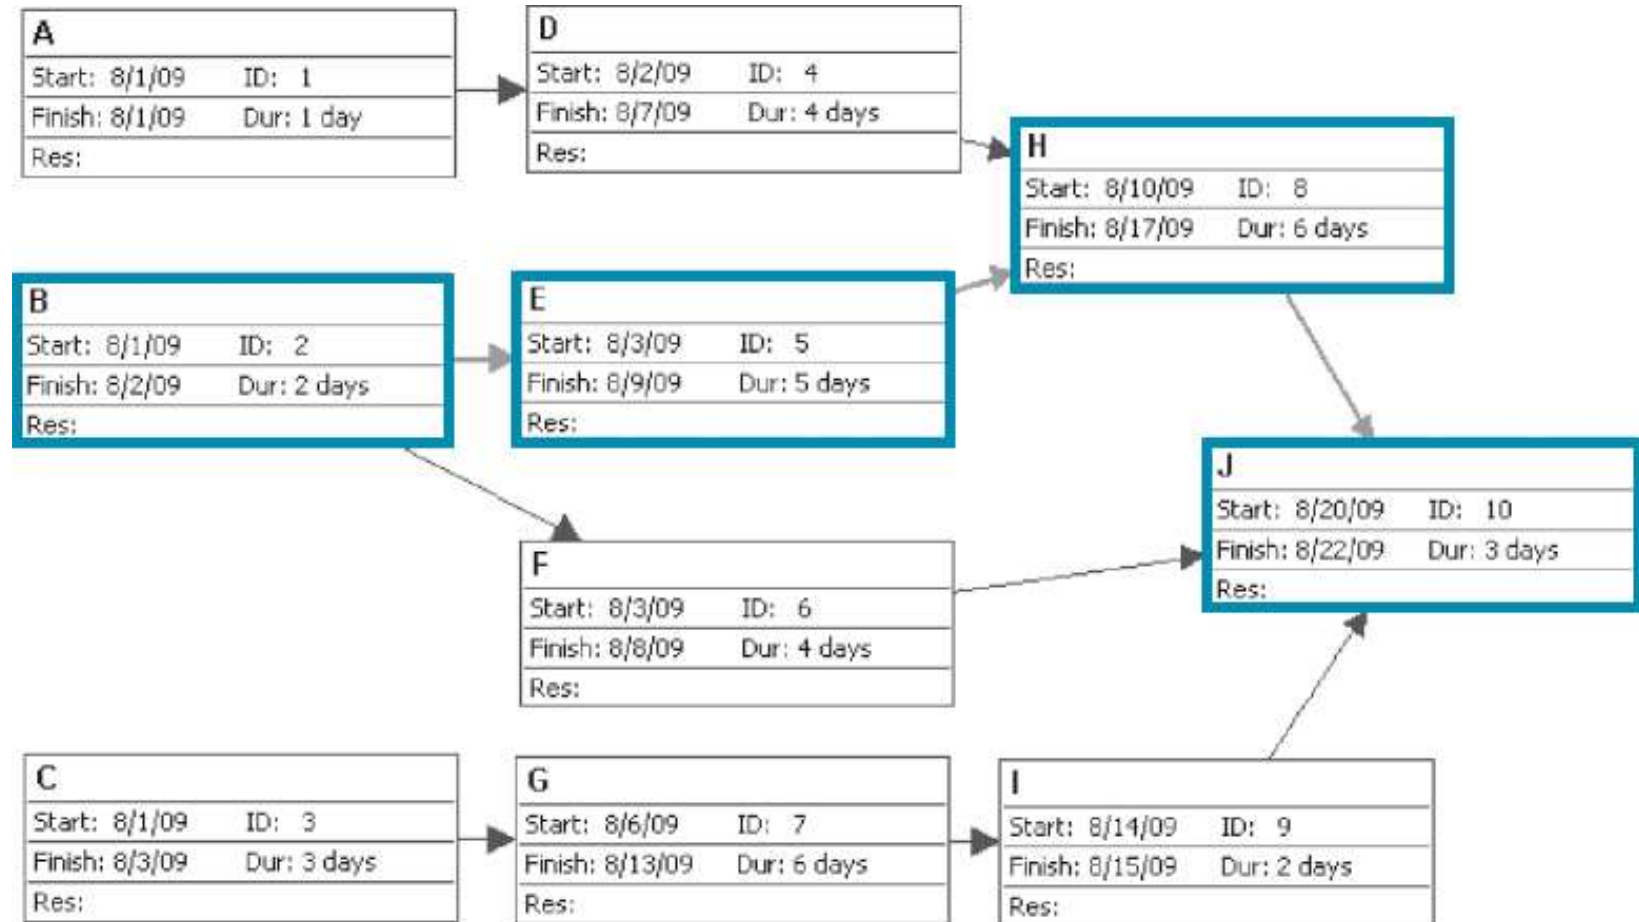 A
Start: 8/1/09 ID: 1
Finish: 8/1/09 Dur: 1 day
Res:
D
Start: 8/2/09 ID: 4
Finish: 8/7/09 Dur: 4 days
Res:
H
Start: 8/10/09 ID: 8
Finish: 8/17/09 Dur: 6 days
Res:
B
Start: 8/1/09 ID: 2
Finish: 8/2/09 Dur: 2 days
Res:
E
Start: 8/3/09 ID: 5
Finish: 8/9/09 Dur: 5 days
Res:
J
Start: 8/20/09 ID: 10
Finish: 8/22/09 Dur: 3 days
Res:
F
Start: 8/3/09 ID: 6
Finish: 8/8/09 Dur: 4 days
Res:
C
Start: 8/1/09 ID: 3
Finish: 8/3/09 Dur: 3 days
Res:
G
Start: 8/6/09 ID: 7
Finish: 8/13/09 Dur: 6 days
Res:
I
Start: 8/14/09 ID: 9
Finish: 8/15/09 Dur: 2 days
Res: